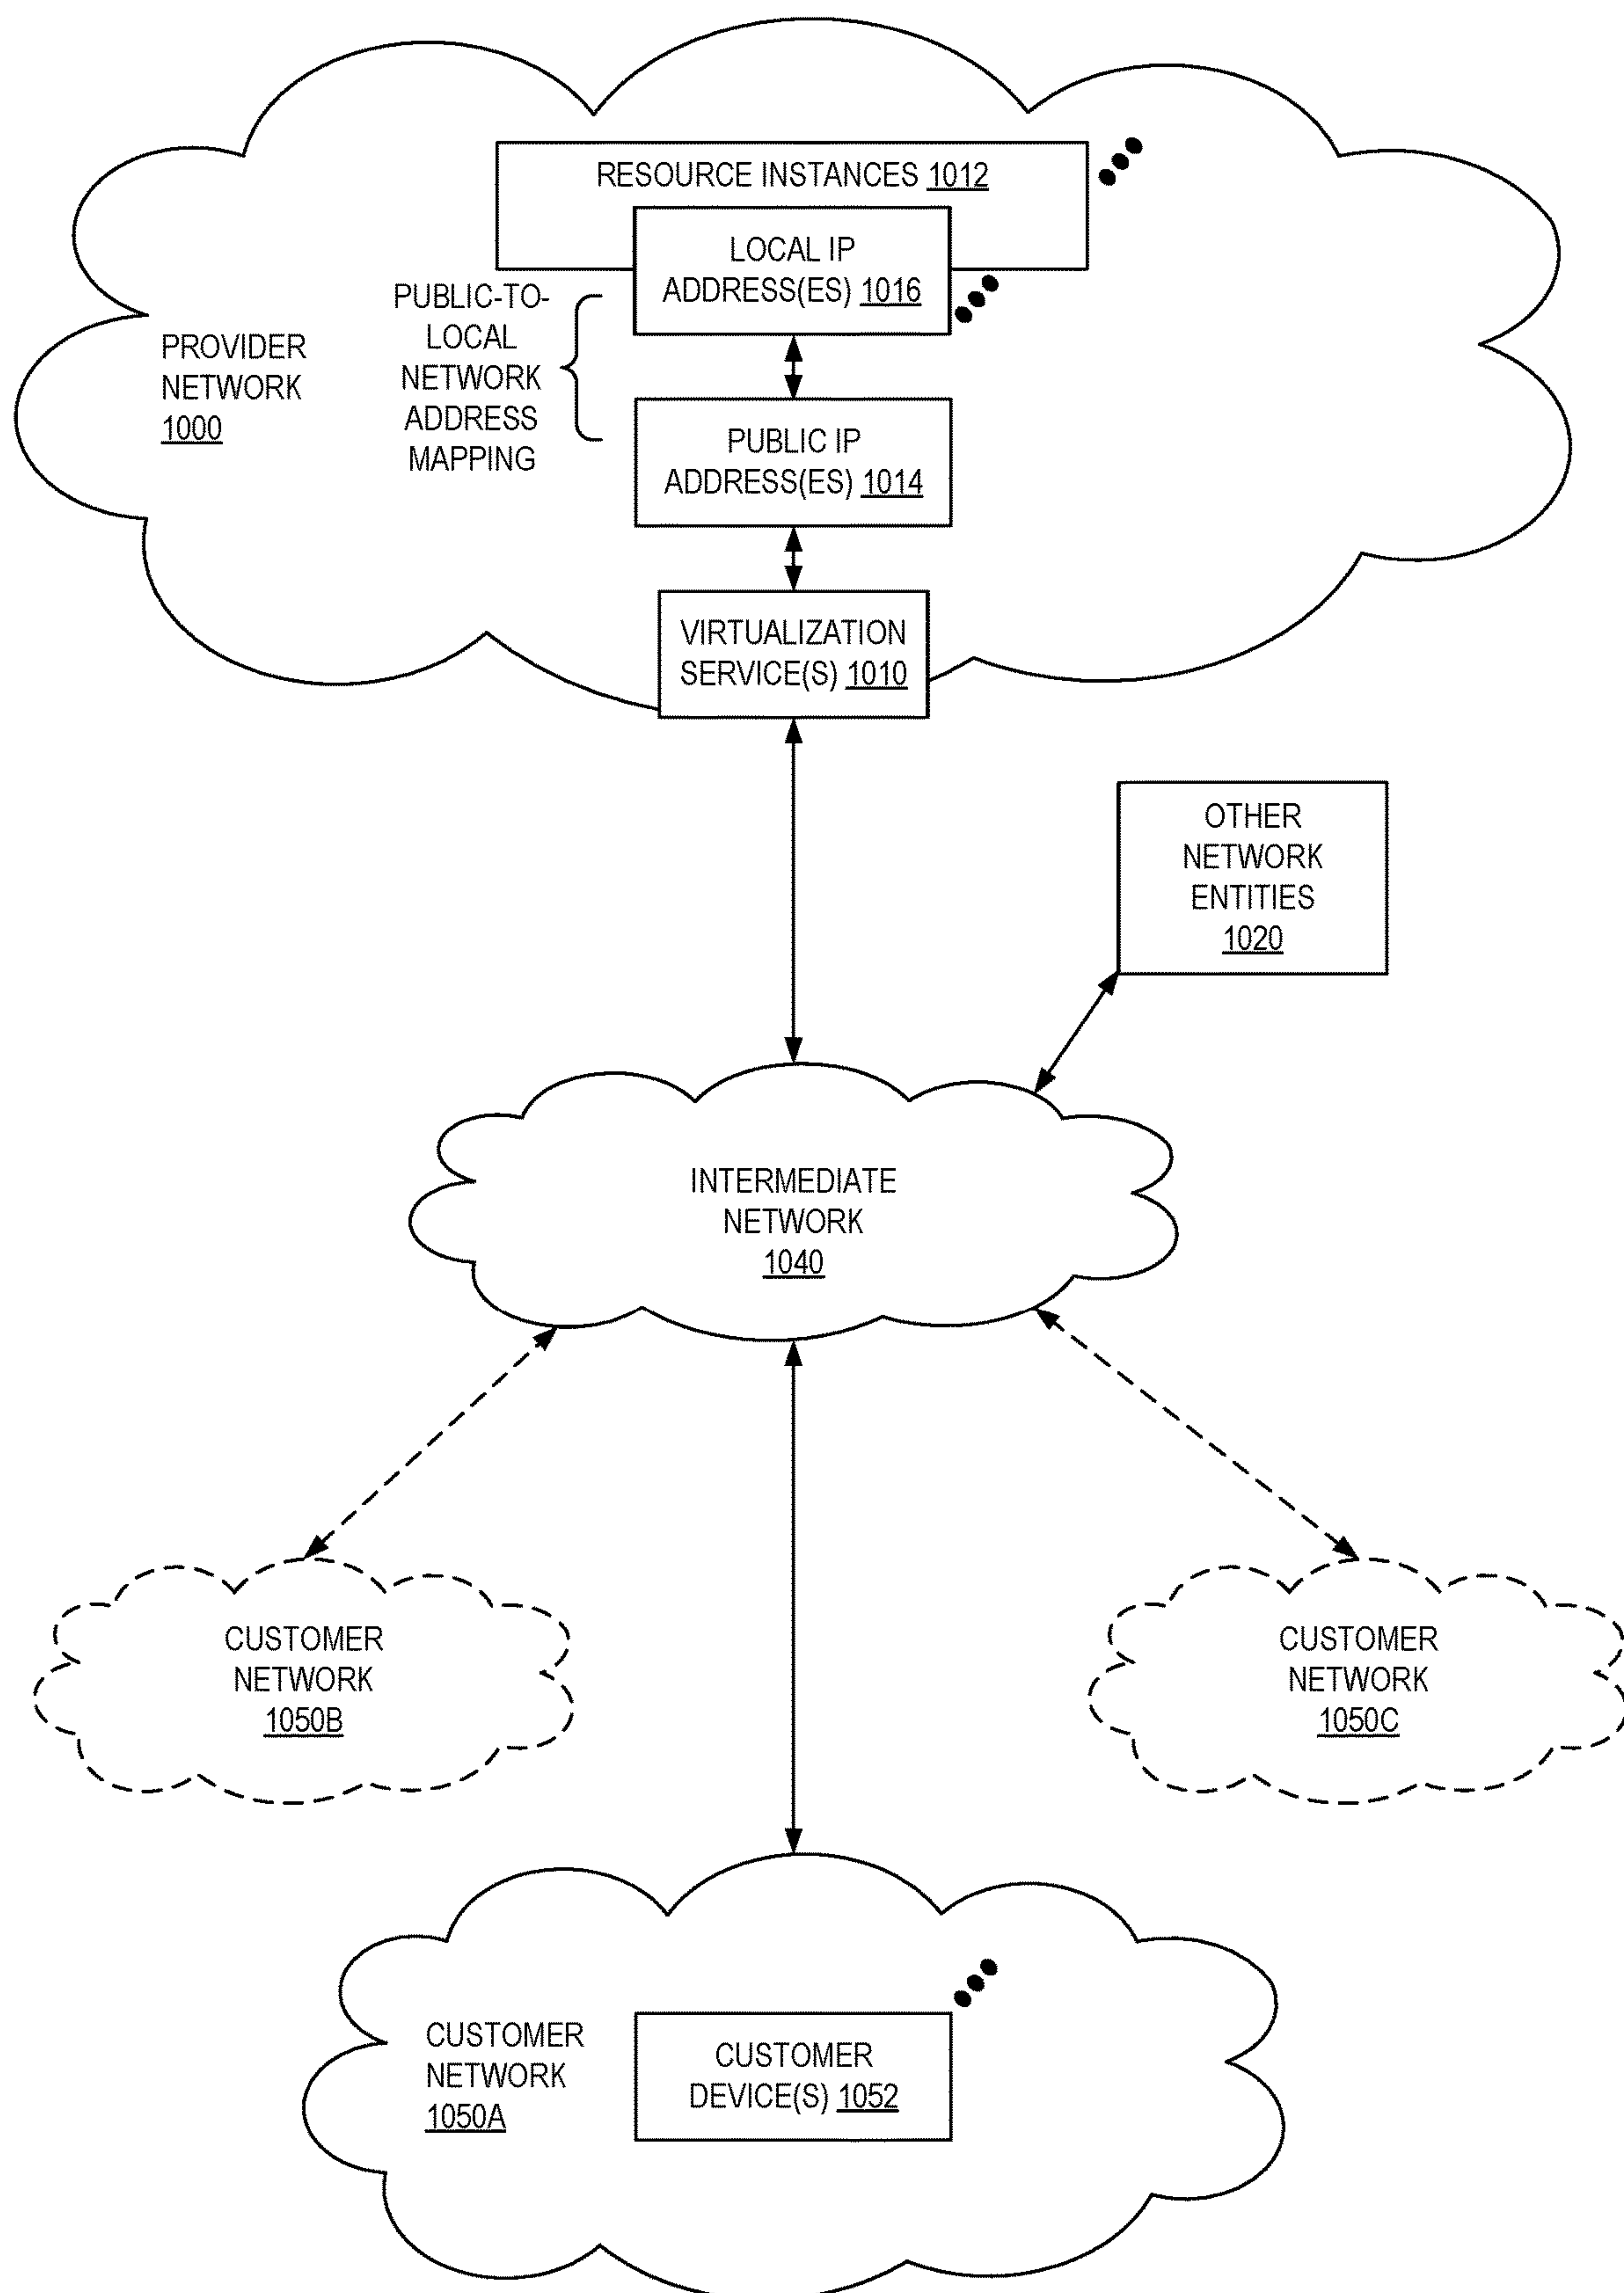 RESOURCE INSTANCES 1012
LOCAL IP
ADDRESS(ES) 1016
PUBLIC-TO-
LOCAL
NETWORK
ADDRESS
MAPPING
PROVIDER
NETWORK
1000
PUBLIC IP
ADDRESS(ES) 1014
VIRTUALIZATION
SERVICE(S) 1010
OTHER
NETWORK
ENTITIES
1020
INTERMEDIATE
NETWORK
1040
CUSTOMER
NETWORK
1050B
CUSTOMER
NETWORK
1050C
CUSTOMER
NETWORK
1050A
CUSTOMER
DEVICE(S) 1052